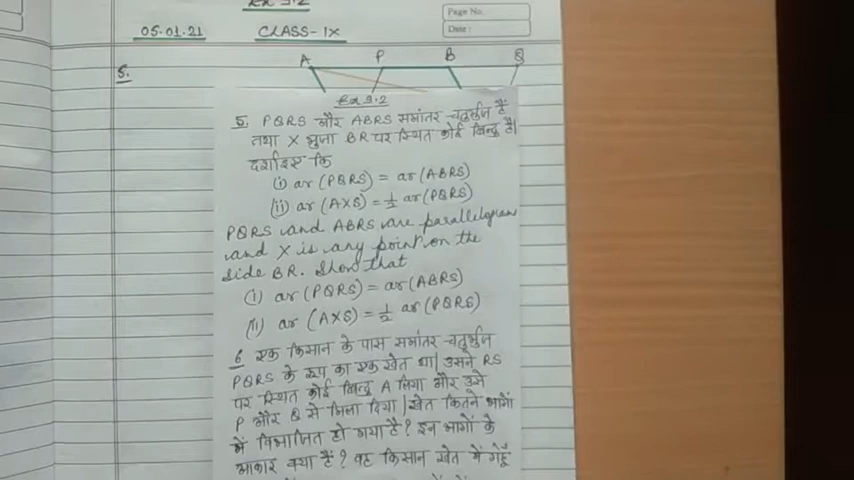 Ex 9.2
Page No.
05.01.21 CLASS-IX
Date:
5.
A P B Q
Ex 9.2
5. PQRS और ABRS समांतर चतुर्भुज हैं
तथा X भुजा BR पर स्थित कोई बिन्दु है।
दर्शाइए कि
(i) ar (PQRS) = ar (ABRS)
(ii) ar (AXS) = 1/2 ar (PQRS)
PQRS and ABRS are parallelogram
and X is any point on the
side BR. Show that
(i) ar (PQRS) = ar (ABRS)
(ii) ar (AXS) = 1/2 ar (PQRS)
6 एक किसान के पास समांतर चतुर्भुज
PQRS के रूप का एक खेत था। उसने RS
पर स्थित कोई बिन्दु A लिया और उसे
P और Q से मिला दिया। खेत कितने भागों
में विभाजित हो गया है? इन भागों के
आकार क्या हैं? वह किसान खेत में गेहूँ